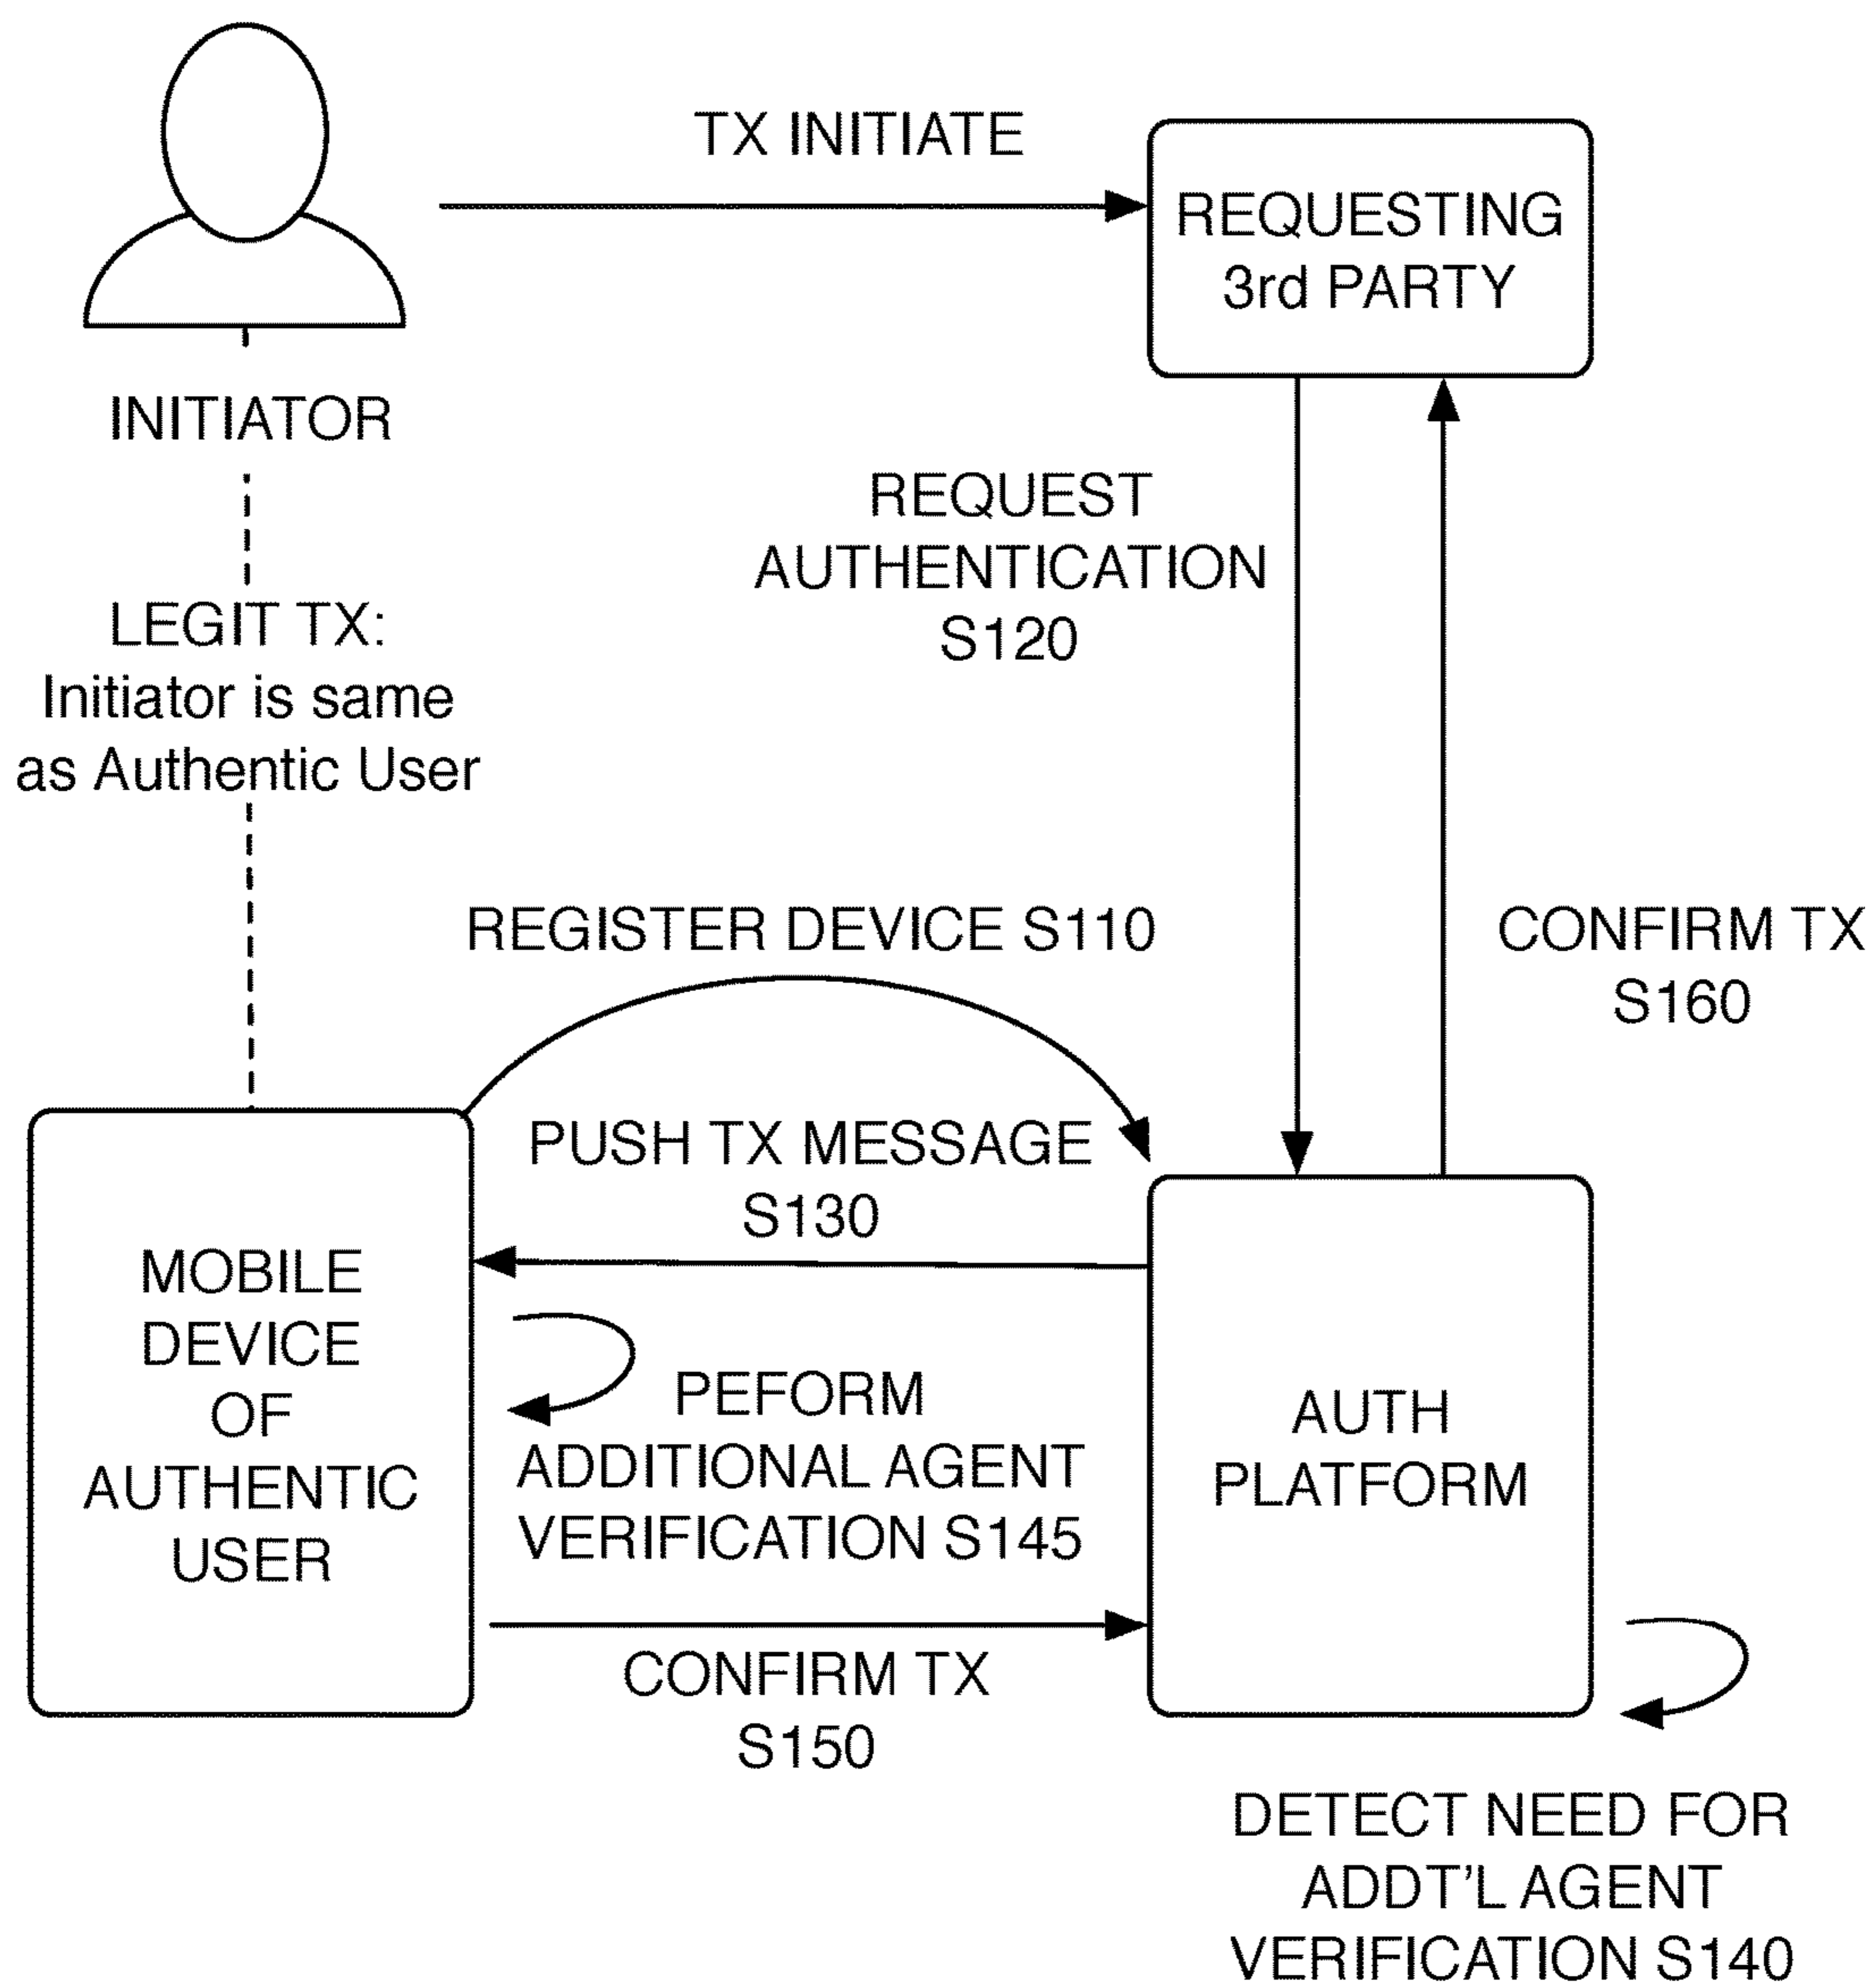 TX INITIATE
REQUESTING
3rd PARTY
INITIATOR
REQUEST
AUTHENTICATION
S120
LEGIT TX:
Initiator is same
as Authentic User
REGISTER DEVICE S110
CONFIRM TX
S160
PUSH TX MESSAGE
S130
MOBILE
DEVICE
OF
AUTHENTIC
USER
PEFORM
ADDITIONAL AGENT
VERIFICATION S145
AUTH
PLATFORM
CONFIRM TX
S150
DETECT NEED FOR
ADDT'L AGENT
VERIFICATION S140